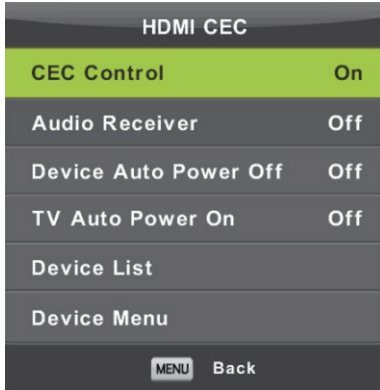 HDMI CEC
CEC Control On
Audio Receiver Off
Device Auto Power Off Off
TV Auto Power On Off
Device List
Device Menu
MENU Back